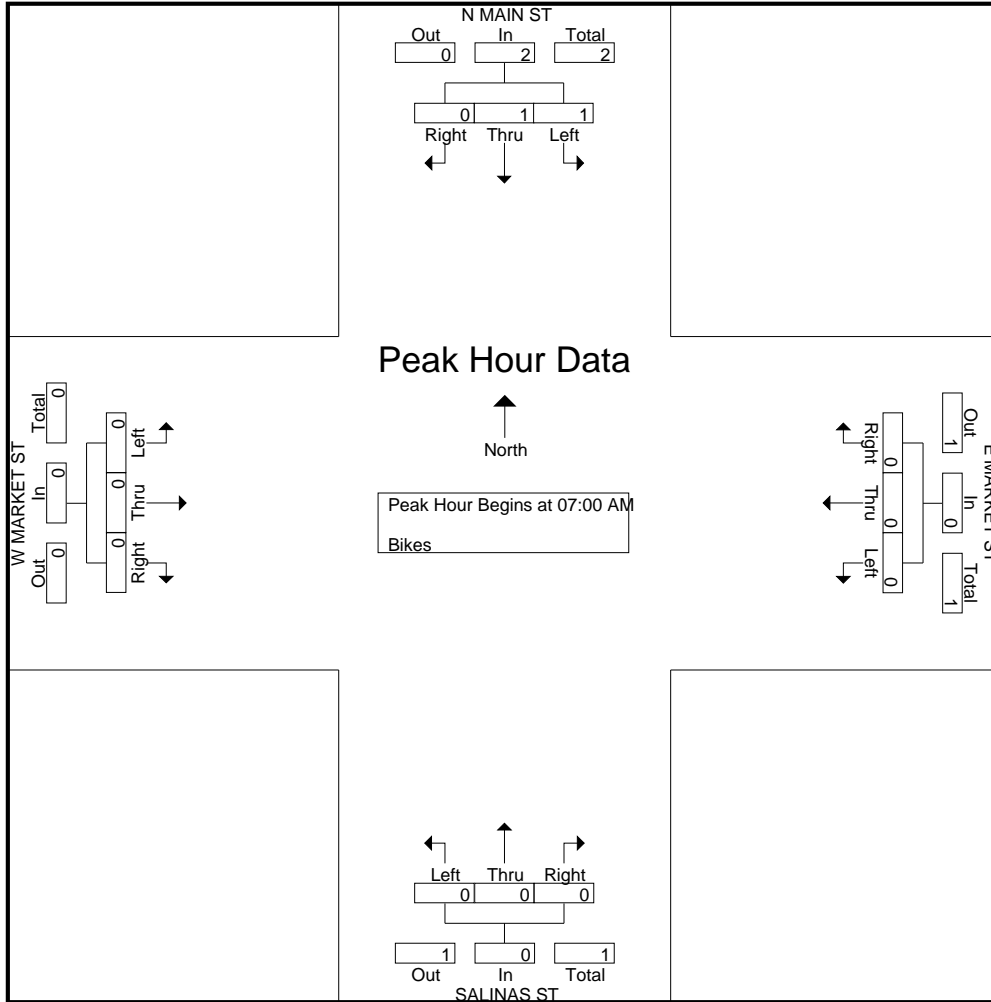 N MAIN ST
Out In Total
0 2 2
0 1 1
Right Thru Left
Peak Hour Data
North
Peak Hour Begins at 07:00 AM
Bikes
W MARKET ST
Total In Out
0 0 0
0 0 0
Left Thru Right
Right Thru Left
0 0 0
1 0 1
Out In Total
E MARKET ST
Left Thru Right
0 0 0
1 0 1
Out In Total
SALINAS ST